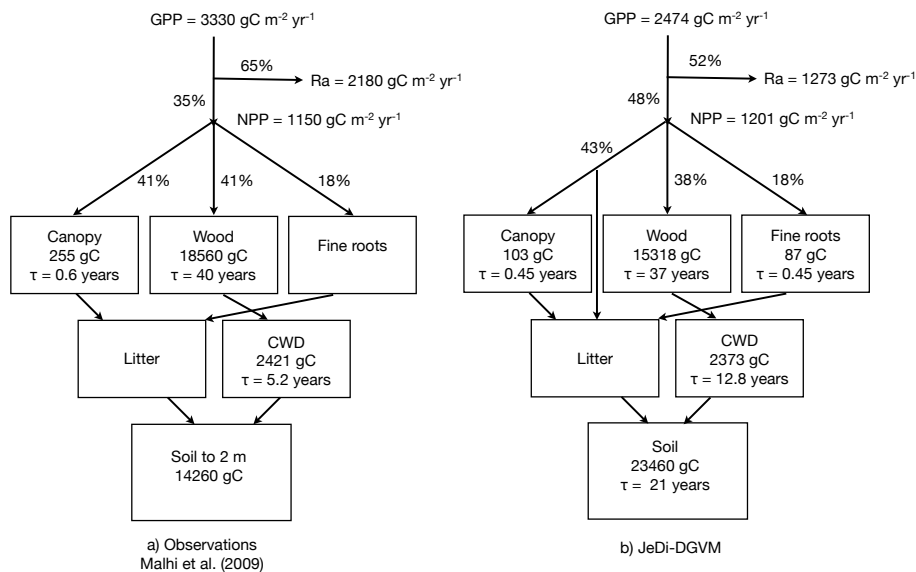 GPP = 3330 gC m-2 yr-1
65%
Ra = 2180 gC m-2 yr-1
35%
NPP = 1150 gC m-2 yr-1
41%
41%
18%
Canopy
255 gC
τ = 0.6 years
Wood
18560 gC
τ = 40 years
Fine roots
Litter
CWD
2421 gC
τ = 5.2 years
Soil to 2 m
14260 gC
a) Observations
Malhi et al. (2009)
GPP = 2474 gC m-2 yr-1
52%
Ra = 1273 gC m-2 yr-1
48%
NPP = 1201 gC m-2 yr-1
43%
38%
18%
Canopy
103 gC
τ = 0.45 years
Wood
15318 gC
τ = 37 years
Fine roots
87 gC
τ = 0.45 years
Litter
CWD
2373 gC
τ = 12.8 years
Soil
23460 gC
τ = 21 years
b) JeDi-DGVM